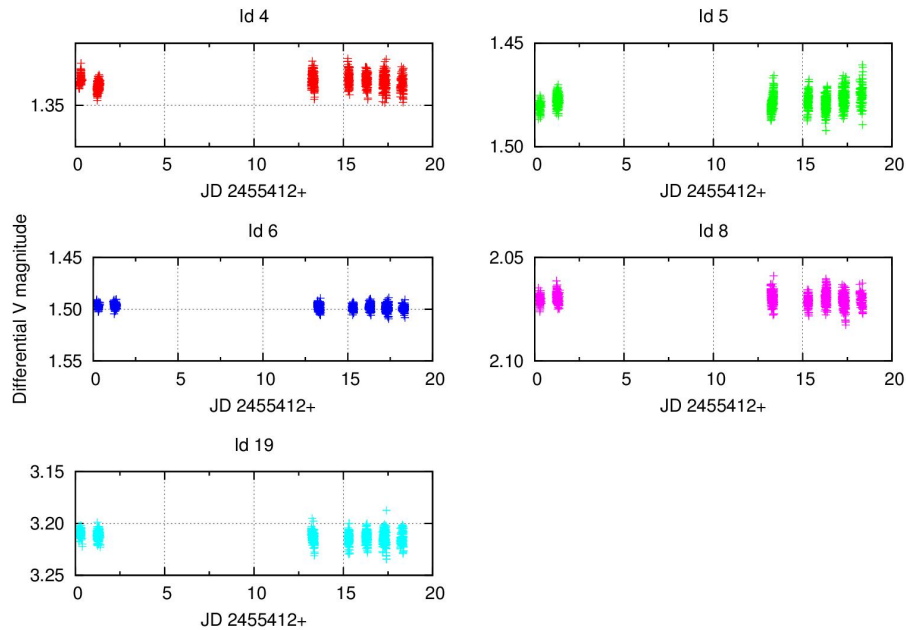 Id 4
1.35
0 5 10 15 20
JD 2455412+
Id 5
1.45
1.50
0 5 10 15 20
JD 2455412+
Differential V magnitude
Id 6
1.45
1.50
1.55
0 5 10 15 20
JD 2455412+
Id 8
2.05
2.10
0 5 10 15 20
JD 2455412+
Id 19
3.15
3.20
3.25
0 5 10 15 20
JD 2455412+